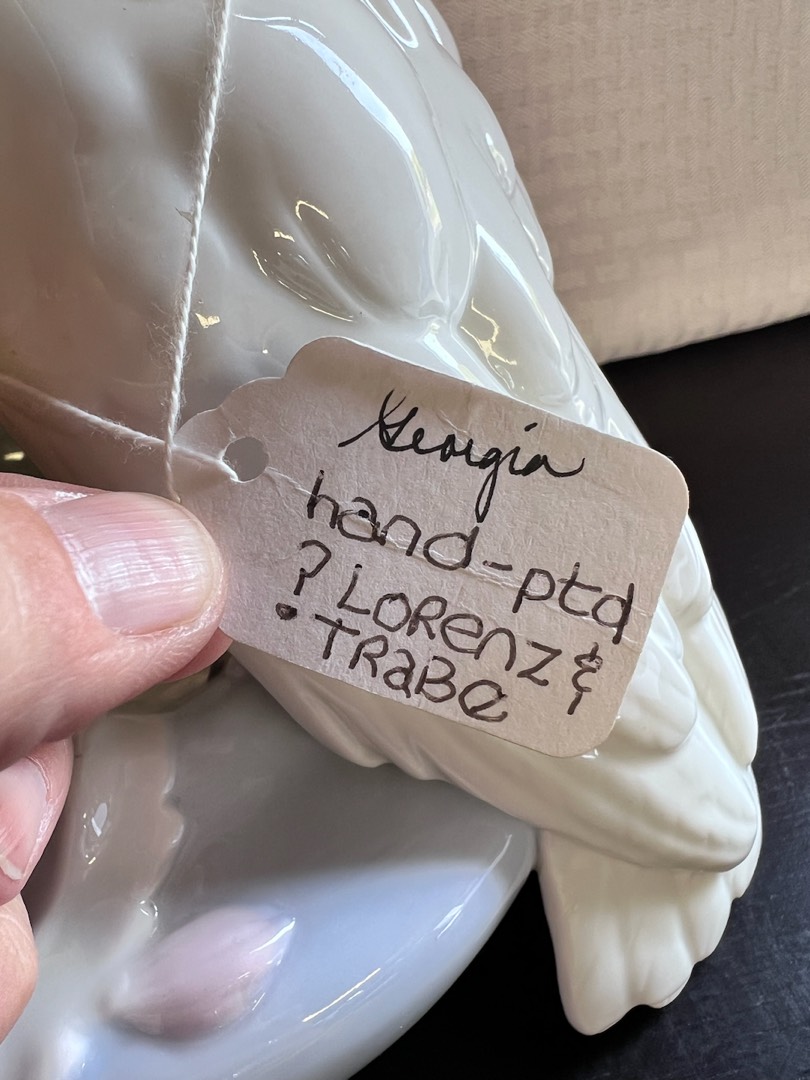 Georgia
hand-ptd
? LORENZ &
TRABE